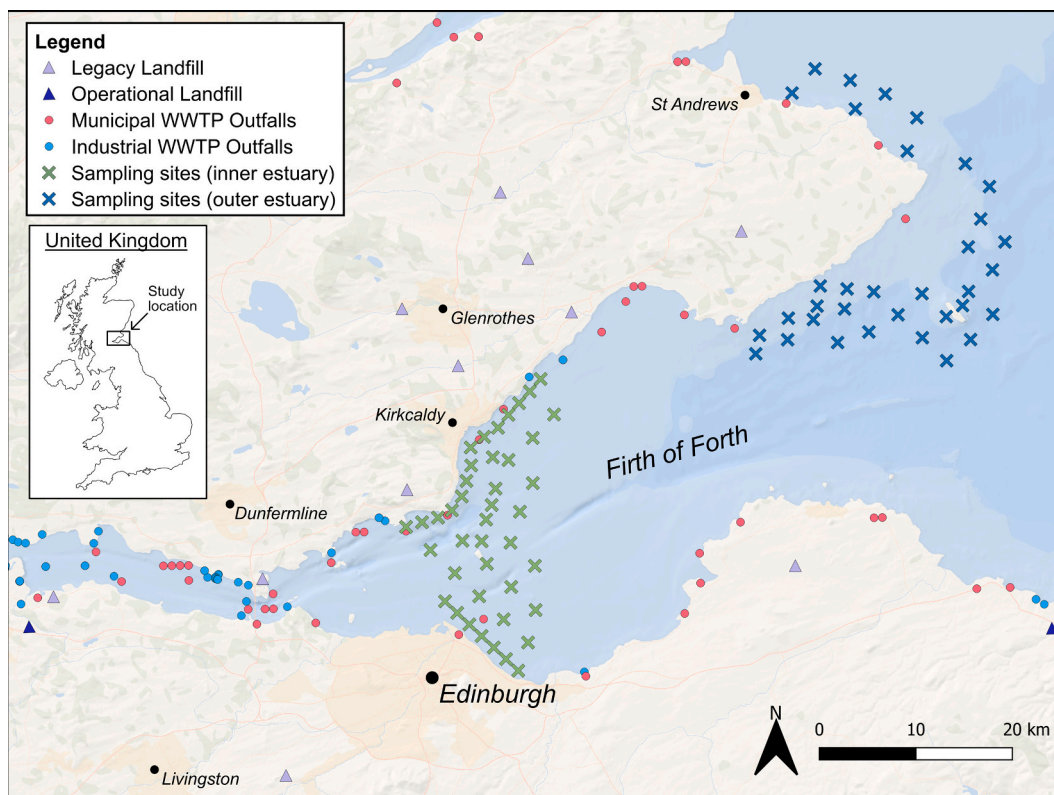 Legend
Legacy Landfill
Operational Landfill
Municipal WWTP Outfalls
Industrial WWTP Outfalls
Sampling sites (inner estuary)
Sampling sites (outer estuary)
United Kingdom
Study
location
St Andrews
Glenrothes
Kirkcaldy
Firth of Forth
Dunfermline
Edinburgh
Livingston
N
0 10 20 km